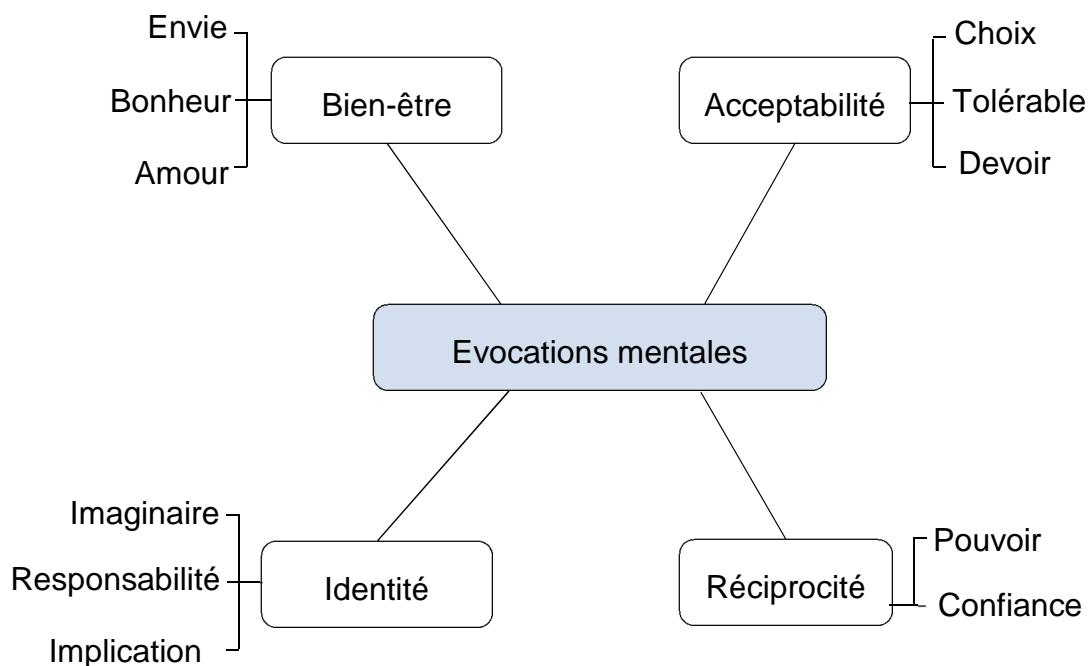 Envie
Bonheur
Amour
Bien-être
Acceptabilité
Choix
Tolérable
Devoir
Evocations mentales
Imaginaire
Responsabilité
Implication
Identité
Réciprocité
Pouvoir
Confiance